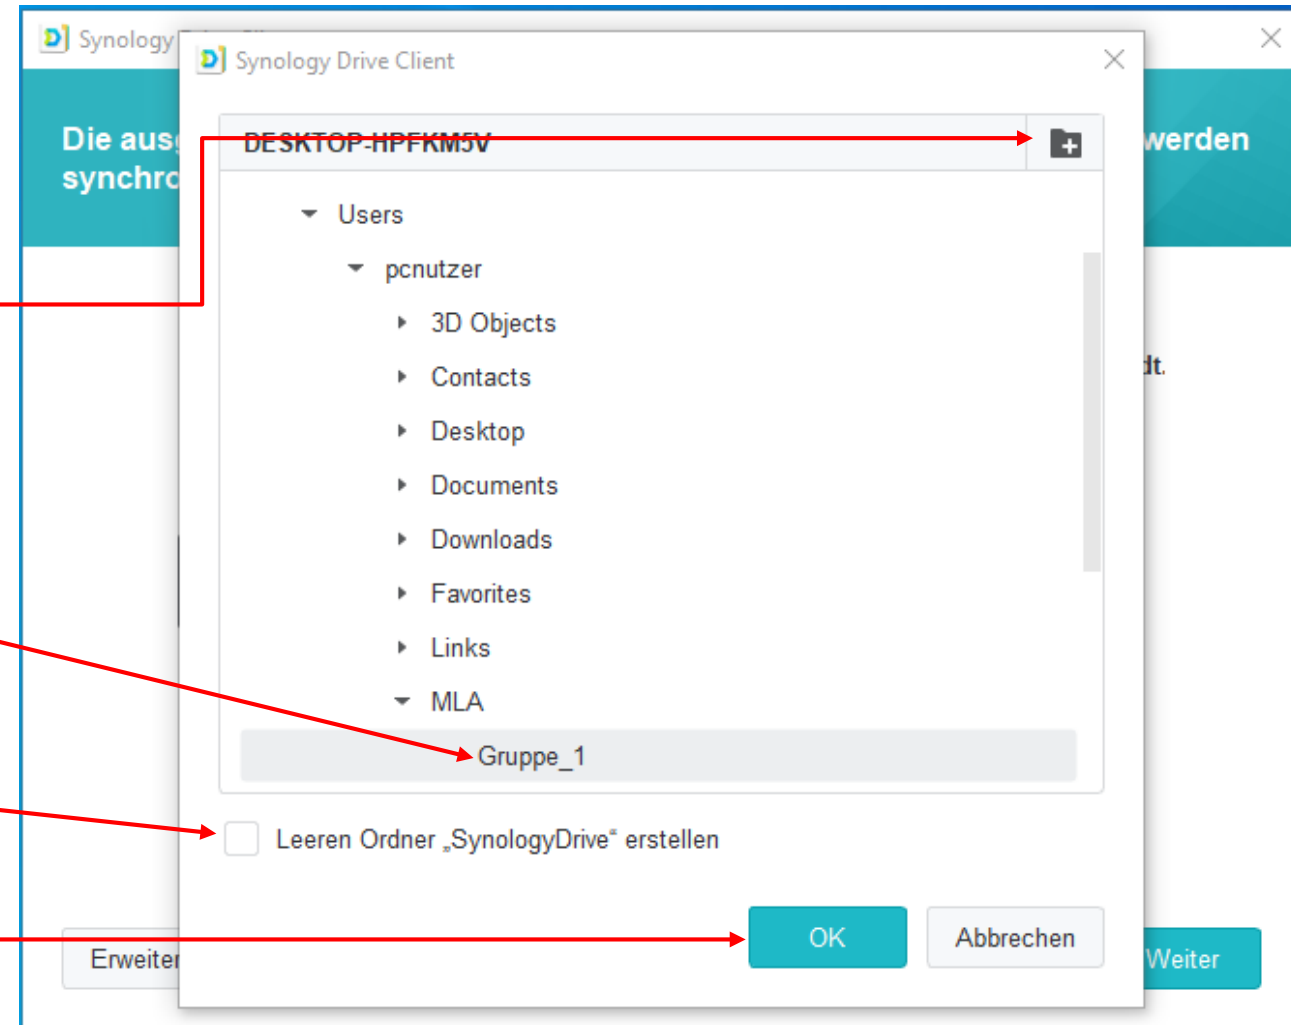 Synology
Synology Drive Client
Die aus
werden
synchro
DESKTOP-HPFKM5V
Users
pcnutzer
3D Objects
Contacts
dt.
Desktop
Documents
Downloads
Favorites
Links
MLA
Gruppe_1
Leeren Ordner „SynologyDrive“ erstellen
OK
Abbrechen
Erweiter
Weiter